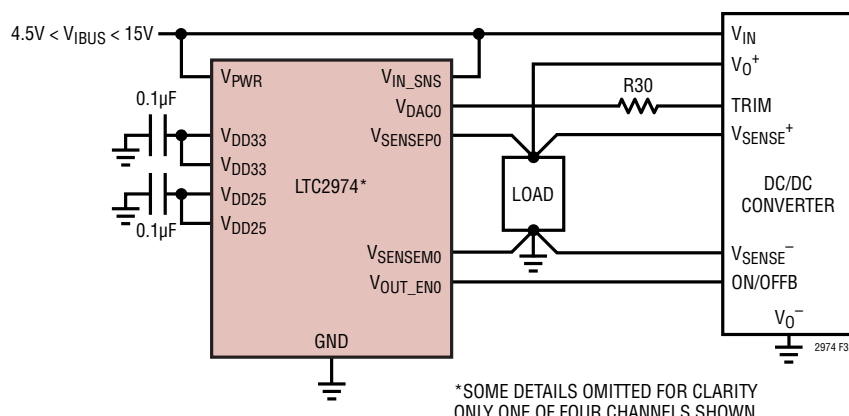 4.5V < VIBUS < 15V
VPWR
VIN_SNS
VDAC0
VSENSEP0
0.1µF
VDD33
VDD33
VDD25
VDD25
0.1µF
LTC2974*
VSENSEM0
VOUT_EN0
GND
R30
LOAD
VIN
VO+
TRIM
VSENSE+
DC/DC
CONVERTER
VSENSE−
ON/OFFB
VO−
2974 F3
*SOME DETAILS OMITTED FOR CLARITY
ONLY ONE OF FOUR CHANNELS SHOWN